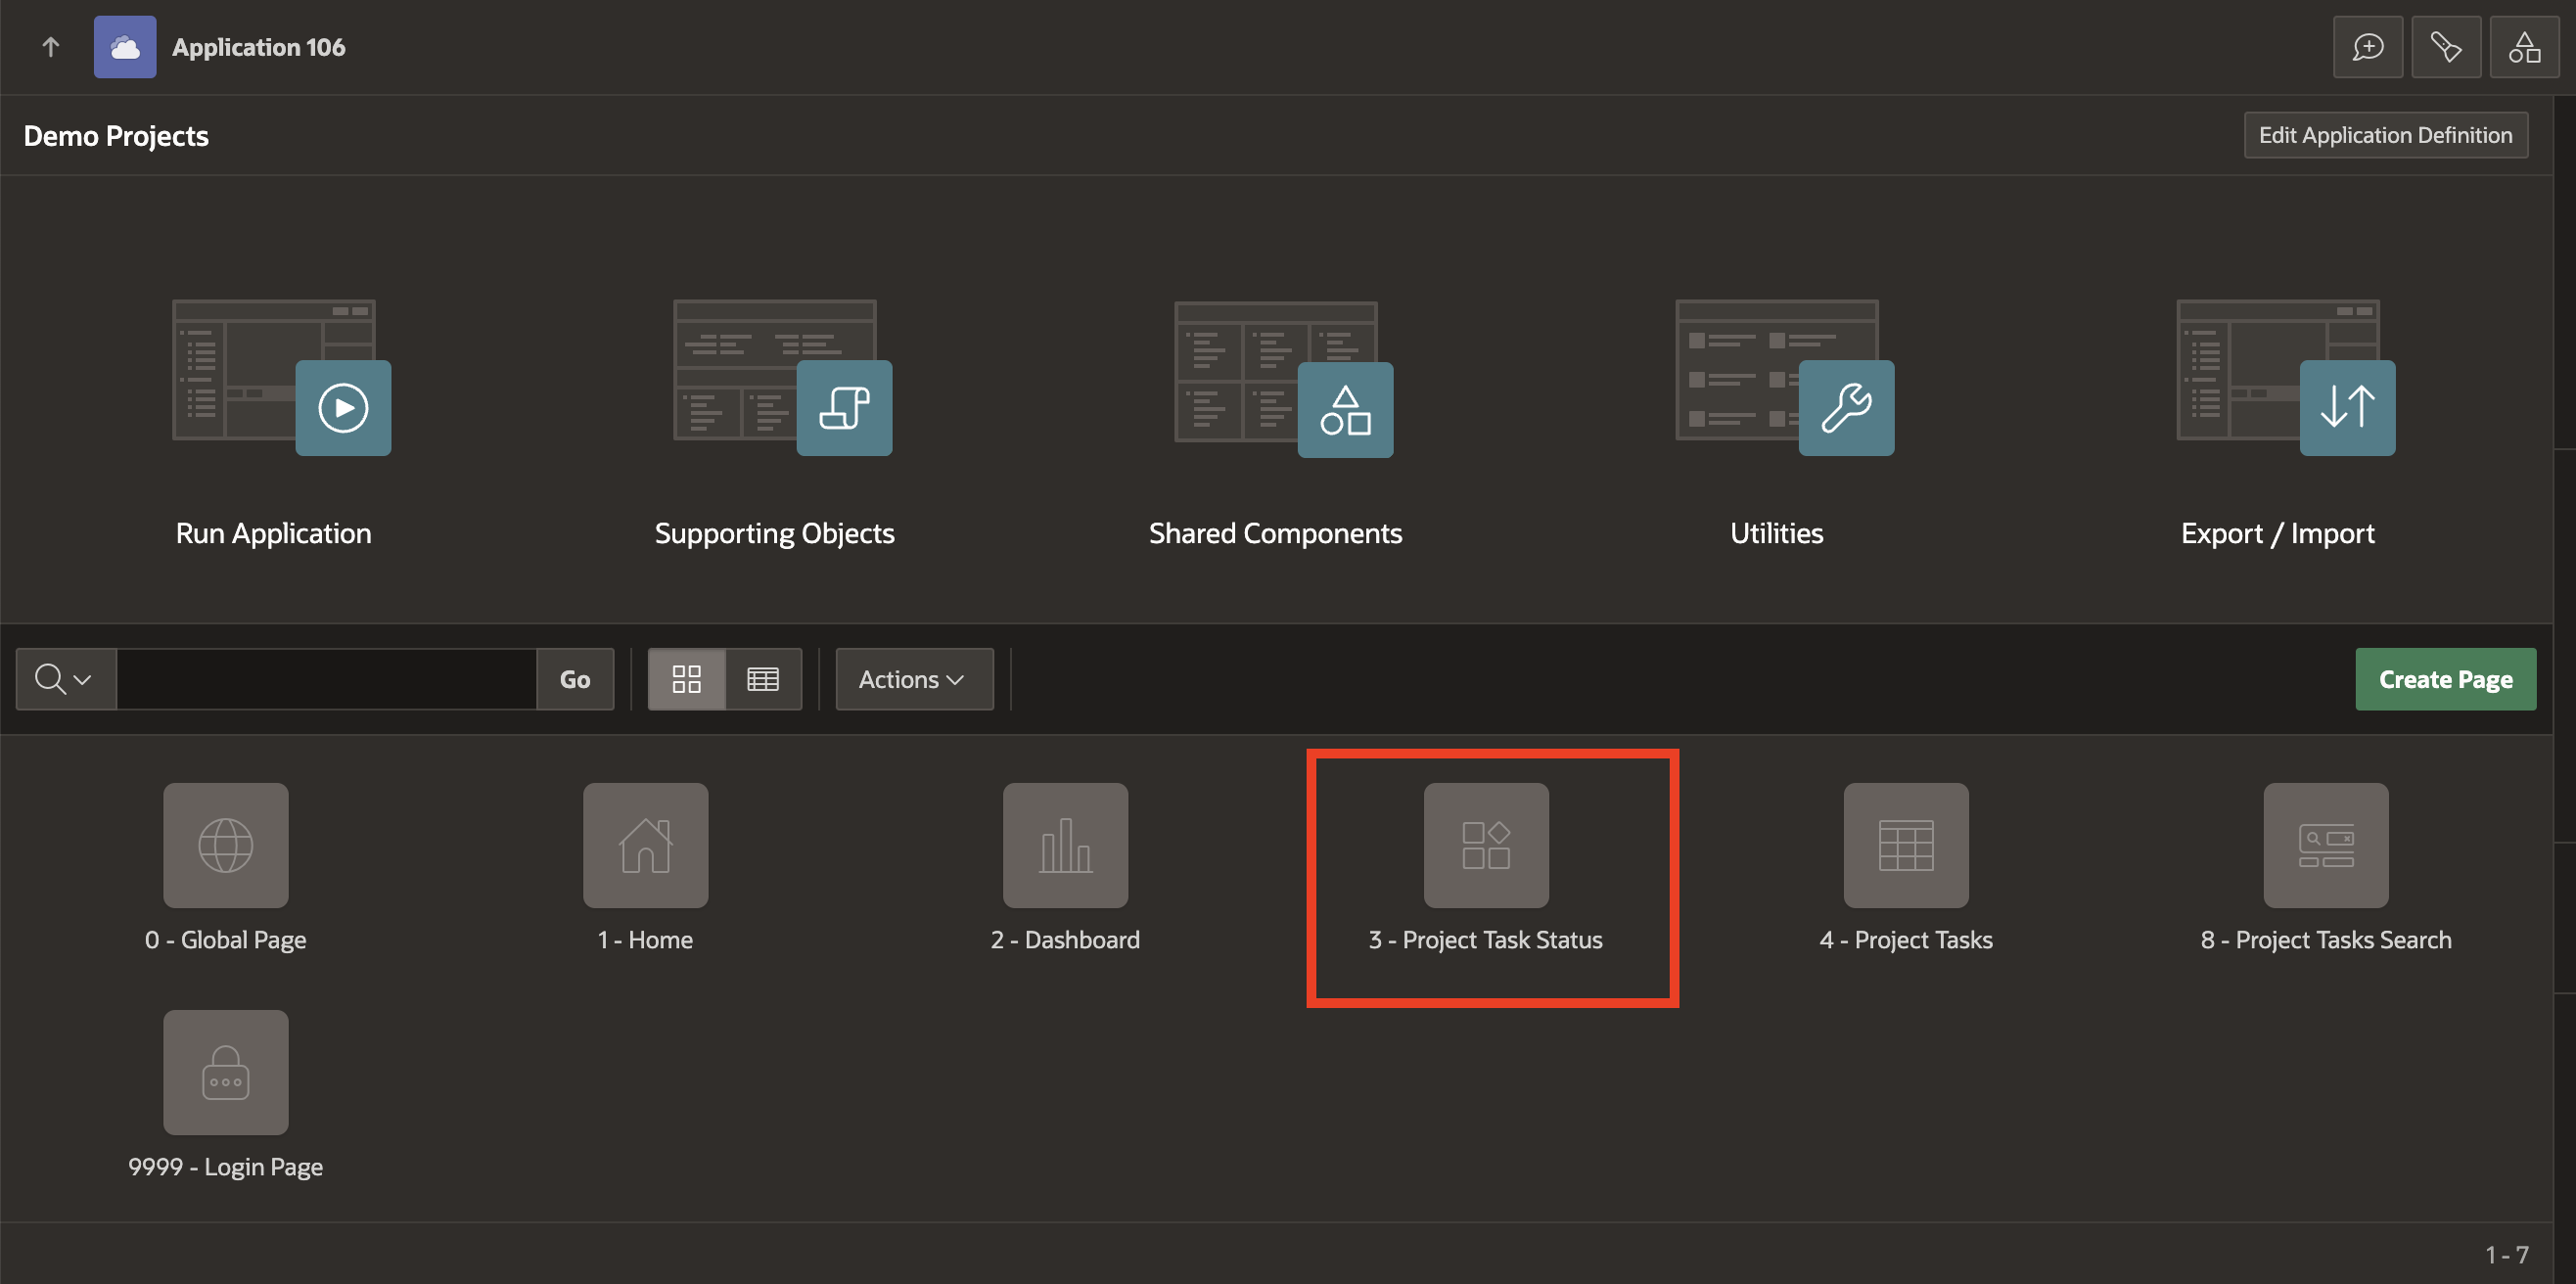 Application 106
Demo Projects
Edit Application Definition
Run Application
Supporting Objects
Shared Components
Utilities
Export / Import
Go
Actions
Create Page
0 - Global Page
1 - Home
2 - Dashboard
3 - Project Task Status
4 - Project Tasks
8 - Project Tasks Search
9999 - Login Page
1 - 7